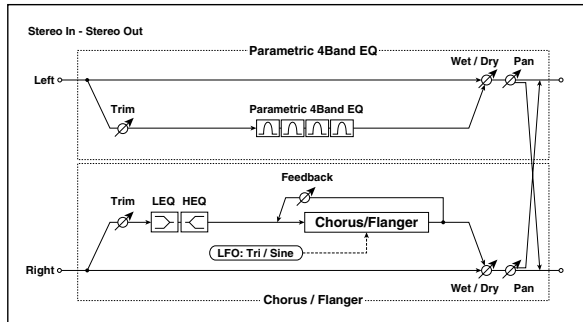 Stereo In - Stereo Out
Parametric 4Band EQ
Wet / Dry
Pan
Left
Trim
Parametric 4Band EQ
Feedback
Trim
LEQ
HEQ
Chorus/Flanger
LFO: Tri / Sine
Right
Wet / Dry
Pan
Chorus / Flanger